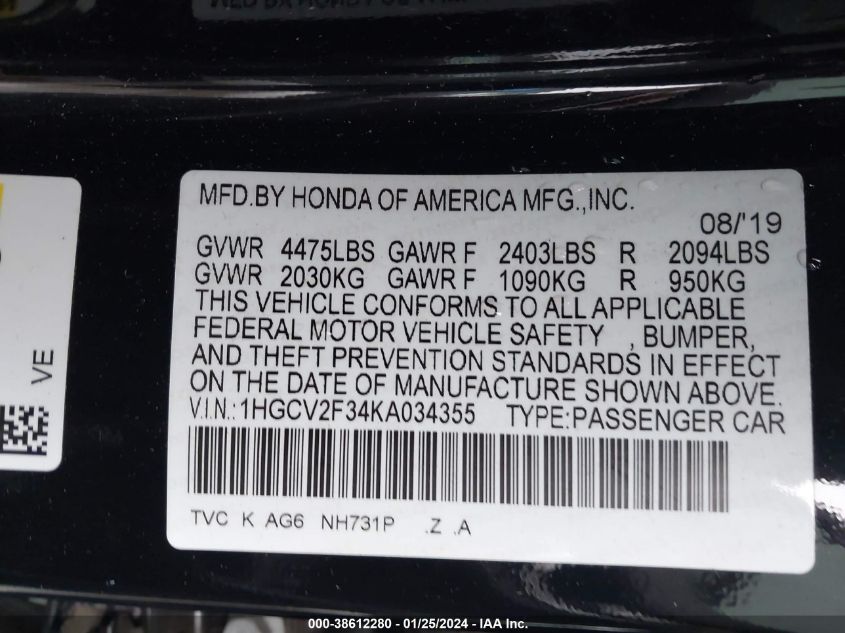 MFD.BY HONDA OF AMERICA MFG.,INC.
08/'19
GVWR 4475LBS GAWR F 2403LBS R 2094LBS
GVWR 2030KG GAWR F 1090KG R 950KG
THIS VEHICLE CONFORMS TO ALL APPLICABLE
FEDERAL MOTOR VEHICLE SAFETY , BUMPER,
AND THEFT PREVENTION STANDARDS IN EFFECT
ON THE DATE OF MANUFACTURE SHOWN ABOVE.
V.I.N.:1HGCV2F34KA034355 TYPE:PASSENGER CAR
TVC K AG6 NH731P .Z .A
VE
000-38612280 - 01/25/2024 - IAA Inc.